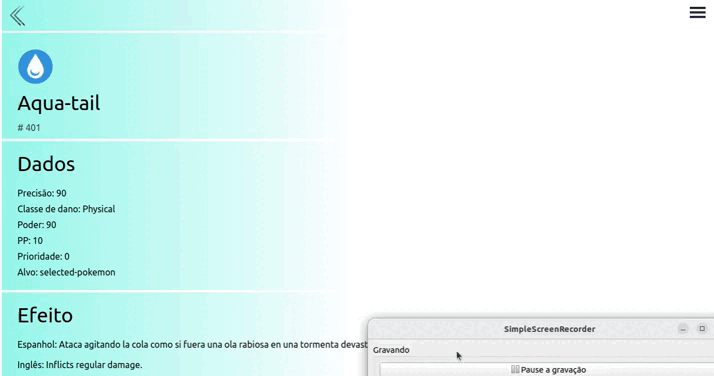 Aqua-tail
# 401
Dados
Precisão: 90
Classe de dano: Physical
Poder: 90
PP: 10
Prioridade: 0
Alvo: selected-pokemon
Efeito
Espanhol: Ataca agitando la cola como si fuera una ola rabiosa en una tormenta devast
Inglês: Inflicts regular damage.
SimpleScreenRecorder
Gravando
Pause a gravação